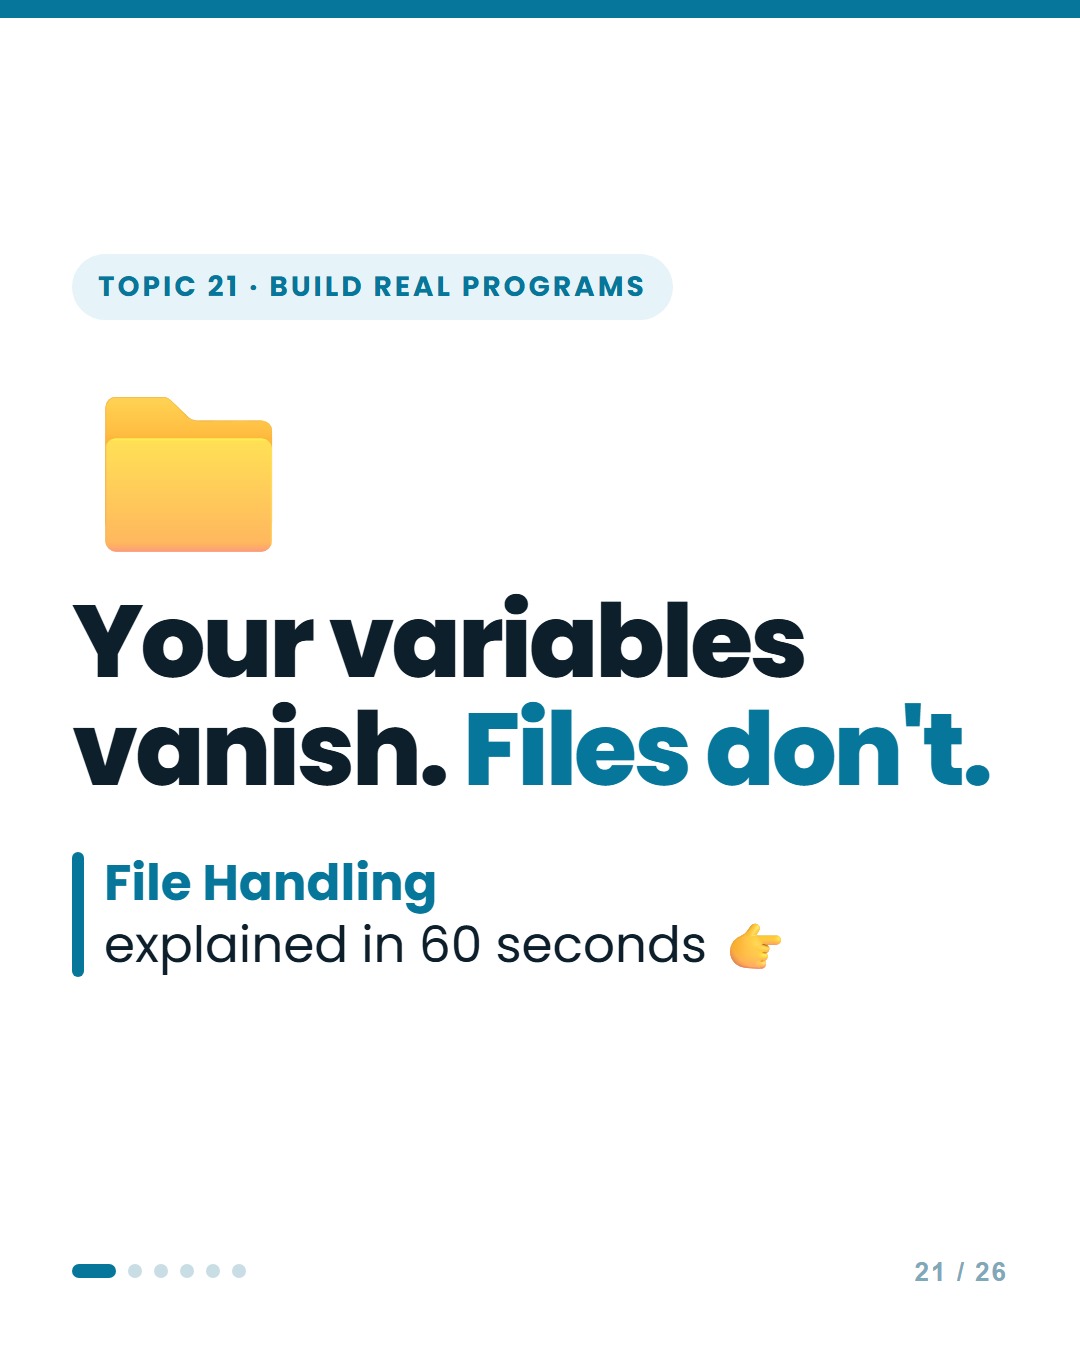 TOPIC 21 · BUILD REAL PROGRAMS
Your variables
vanish. Files don't.
File Handling
explained in 60 seconds 👉
21 / 26